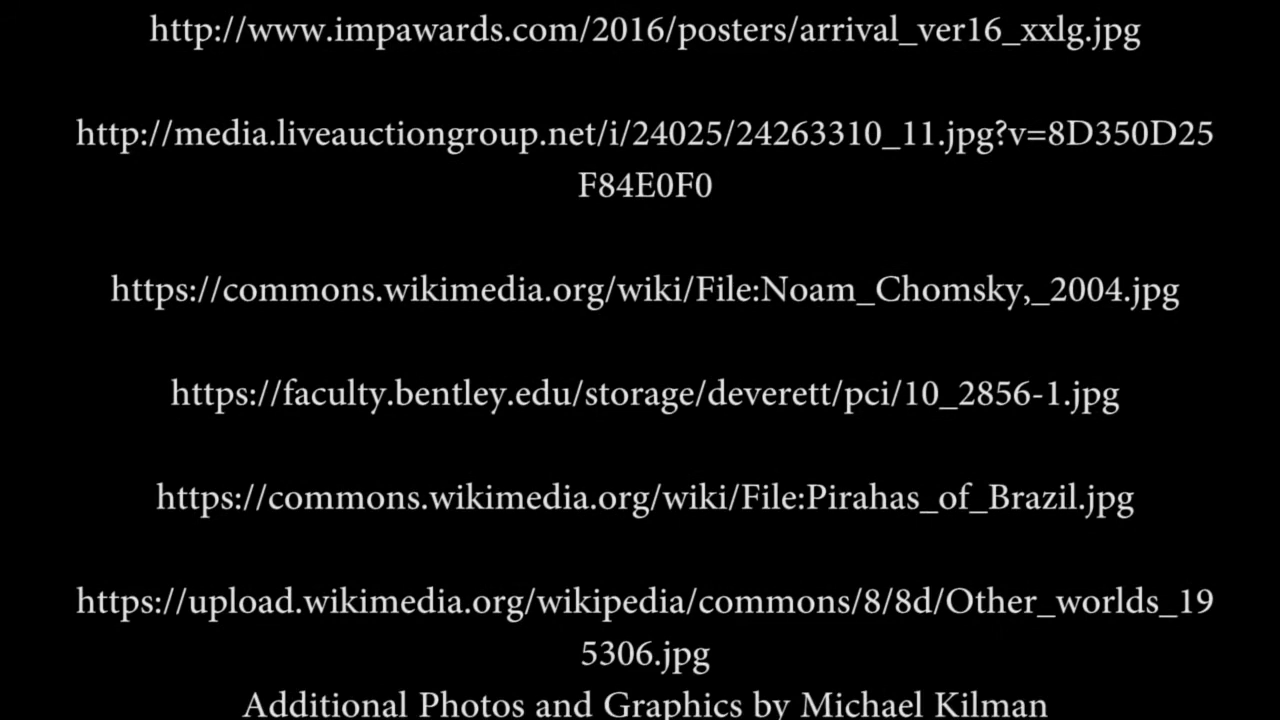 http://www.impawards.com/2016/posters/arrival_ver16_xxlg.jpg
http://media.liveauctiongroup.net/i/24025/24263310_11.jpg?v=8D350D25
F84E0F0
https://commons.wikimedia.org/wiki/File:Noam_Chomsky,_2004.jpg
https://faculty.bentley.edu/storage/deverett/pci/10_2856-1.jpg
https://commons.wikimedia.org/wiki/File:Pirahas_of_Brazil.jpg
https://upload.wikimedia.org/wikipedia/commons/8/8d/Other_worlds_19
5306.jpg
Additional Photos and Graphics by Michael Kilman